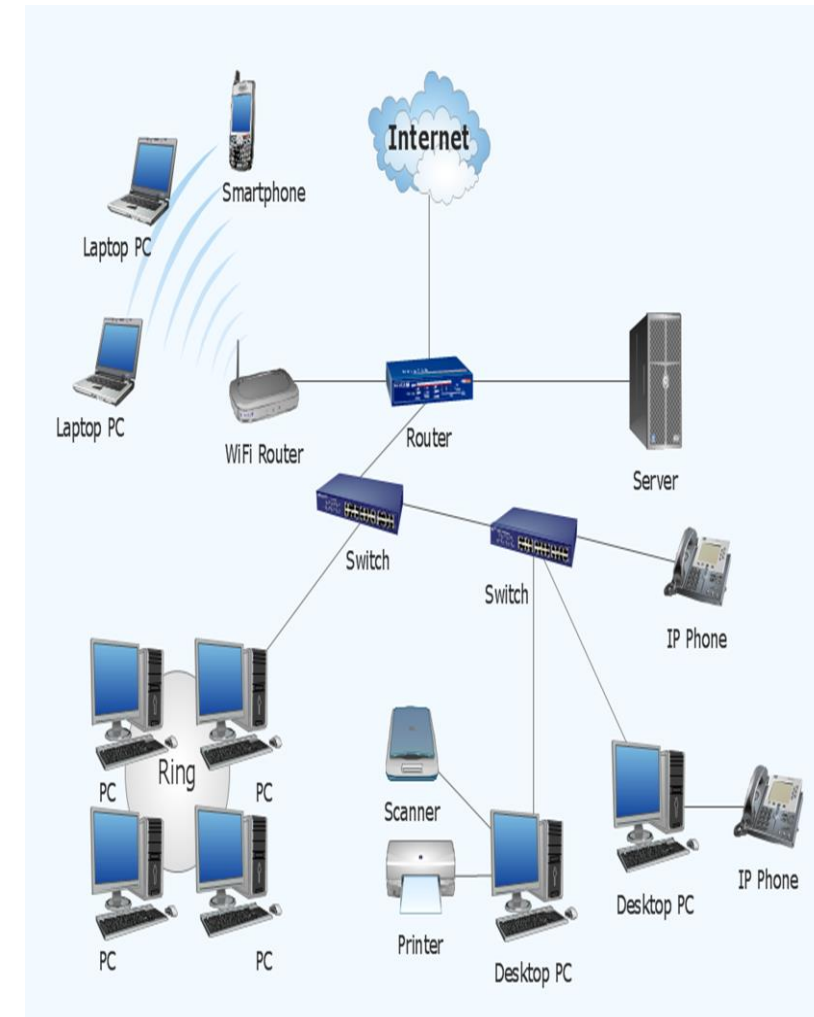 Internet
Smartphone
Laptop PC
Laptop PC
WiFi Router
Router
Server
Switch
Switch
IP Phone
Ring
PC
PC
Scanner
IP Phone
Desktop PC
Printer
PC
PC
Desktop PC